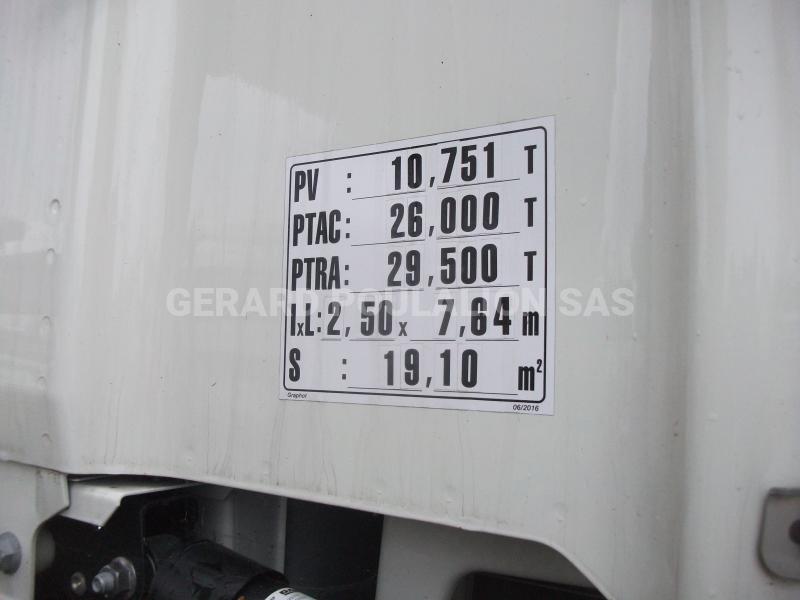 PV : 10,751 T
PTAC: 26,000 T
PTRA: 29,500 T
GERARD POULALION SAS
lxL: 2,50 x 7,64 m
S : 19,10 m²
Graphot 06/2016